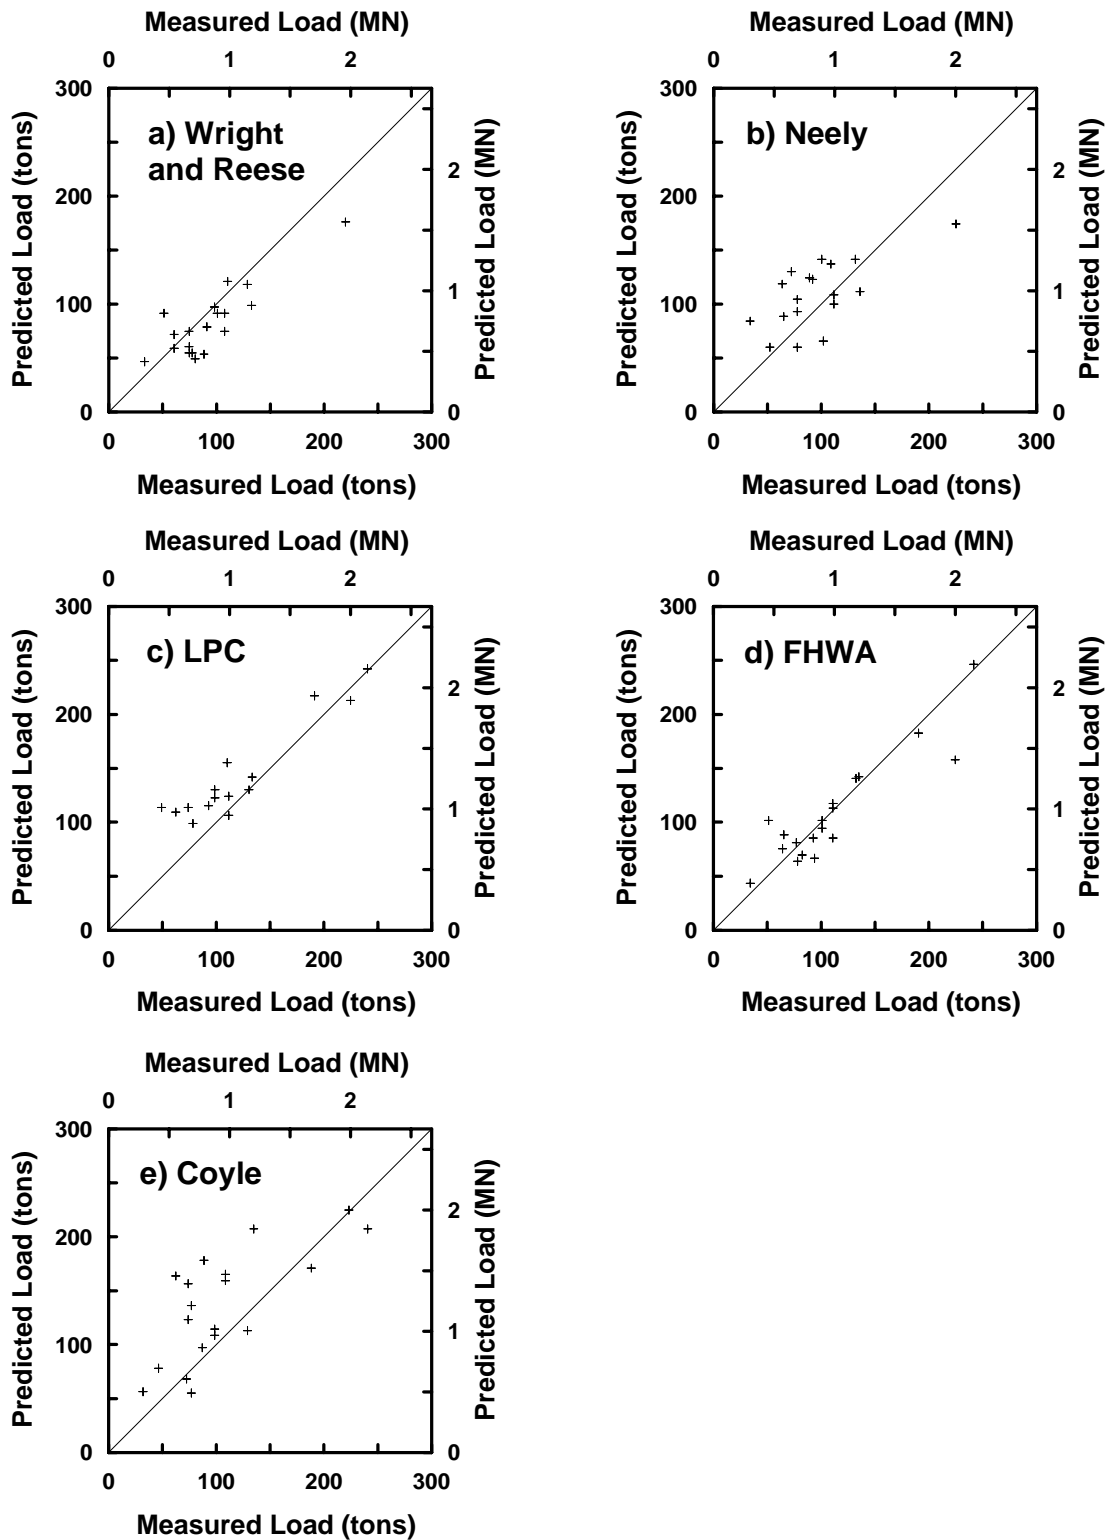 Measured Load (MN)
0 1 2
300
200
100
0
Predicted Load (tons)
a) Wright
and Reese
2
1
0
Predicted Load (MN)
0 100 200 300
Measured Load (tons)
Measured Load (MN)
0 1 2
300
200
100
0
Predicted Load (tons)
b) Neely
2
1
0
Predicted Load (MN)
0 100 200 300
Measured Load (tons)
Measured Load (MN)
0 1 2
300
200
100
0
Predicted Load (tons)
c) LPC
2
1
0
Predicted Load (MN)
0 100 200 300
Measured Load (tons)
Measured Load (MN)
0 1 2
300
200
100
0
Predicted Load (tons)
d) FHWA
2
1
0
Predicted Load (MN)
0 100 200 300
Measured Load (tons)
Measured Load (MN)
0 1 2
300
200
100
0
Predicted Load (tons)
e) Coyle
2
1
0
Predicted Load (MN)
0 100 200 300
Measured Load (tons)